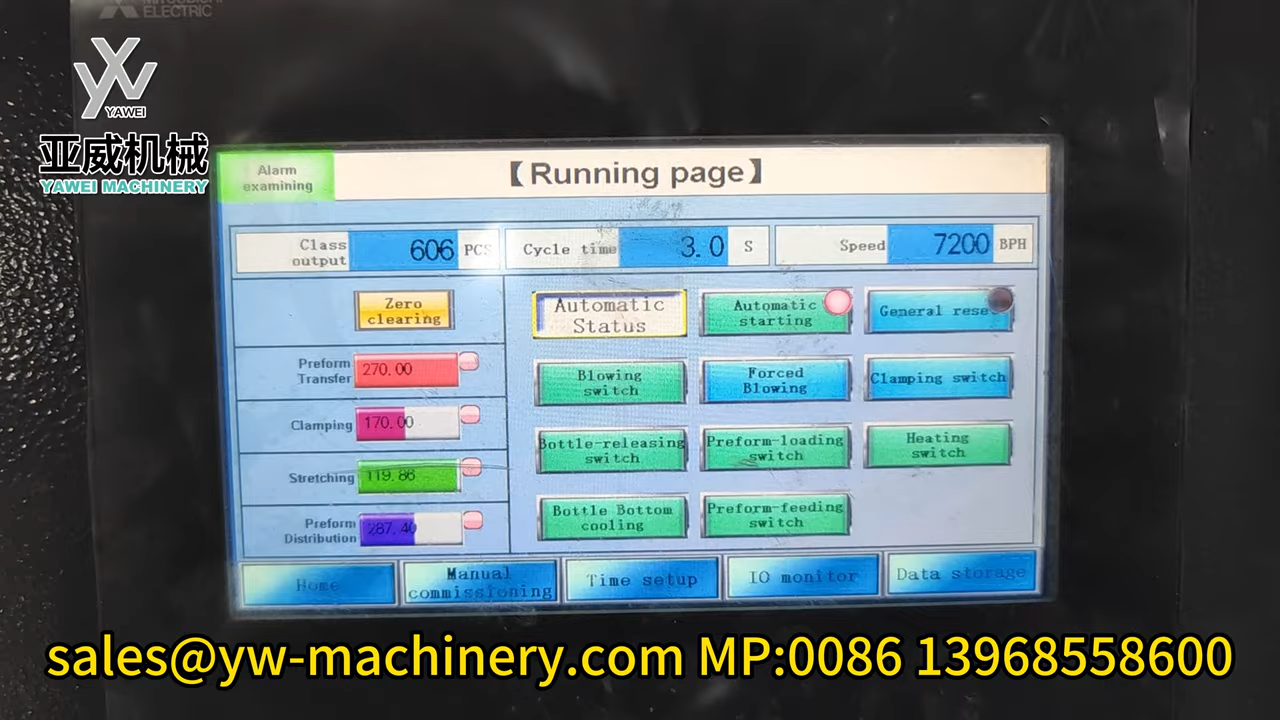 MITSUBISHI
ELECTRIC
YAWEI
亚威机械
YAWEI MACHINERY
Alarm
examining
【Running page】
Class
output
606
PCS
Cycle time
3.0
S
Speed
7200
BPH
Zero
clearing
Automatic
Status
Automatic
starting
General rese
Preform
Transfer
270.00
Blowing
switch
Forced
Blowing
Clamping switch
Clamping
170.00
Bottle-releasing
switch
Preform-loading
switch
Heating
switch
Stretching
119.86
Preform
Distribution
287.40
Bottle Bottom
cooling
Preform-feeding
switch
Home
Manual
commissioning
Time setup
IO monitor
Data storage
sales@yw-machinery.com MP:0086 13968558600